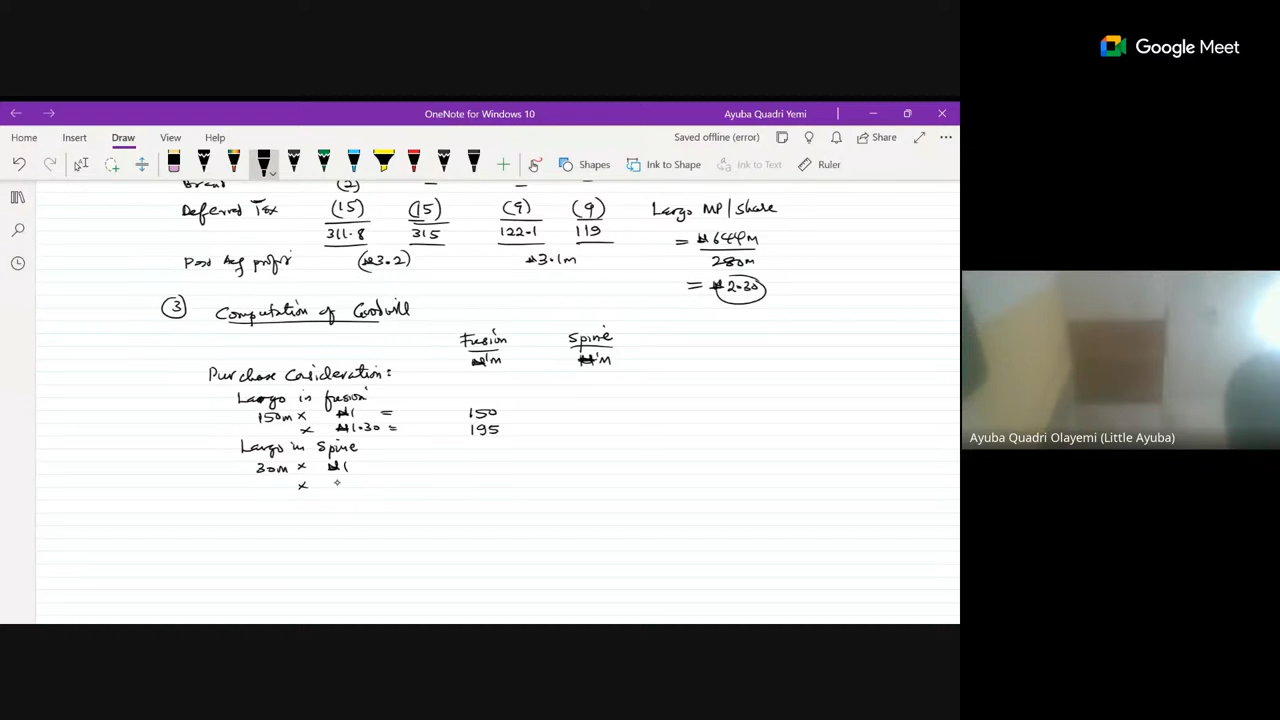 Google Meet
OneNote for Windows 10
Ayuba Quadri Yemi
Home Insert Draw View Help
Saved offline (error)
Share
Shapes
Ink to Shape
Ink to Text
Ruler
Brand (2) – – –
Deferred Tax (15) (15) (9) (9)
311.8 315 122.1 119
Post Acq profit (₦3.2) ₦3.1m
Largo MP/Share
= ₦644m
280m
= ₦2.30
③ Computation of Goodwill
Fusion Spine
₦'m ₦'m
Purchase Casideration:
Largo in fusion
150m × ₦1 = 150
× ₦1.30 = 195
Largo in Spine
30m × ₦1
×
Ayuba Quadri Olayemi (Little Ayuba)